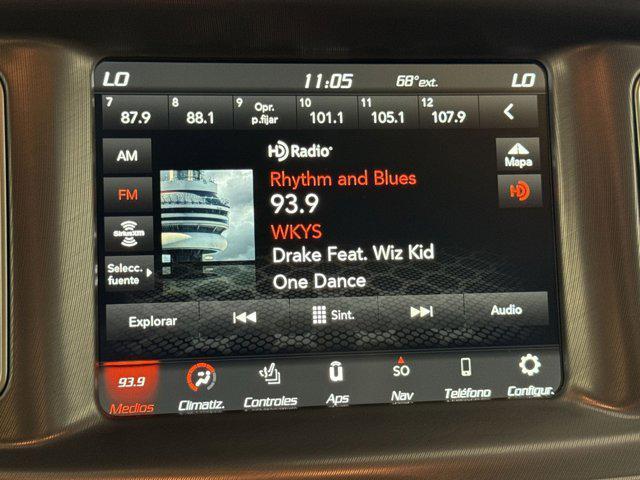 LO 11:05 68°ext. LO
7 87.9
8 88.1
9 Opr. p.fijar
10 101.1
11 105.1
12 107.9
AM
HD Radio
Mapa
FM
Rhythm and Blues
HD
93.9
SiriusXM
WKYS
Drake Feat. Wiz Kid
Selecc.
fuente
One Dance
Explorar
Sint.
Audio
93.9
Medios
Climatiz.
Controles
Aps
SO
Nav
Teléfono
Configur.